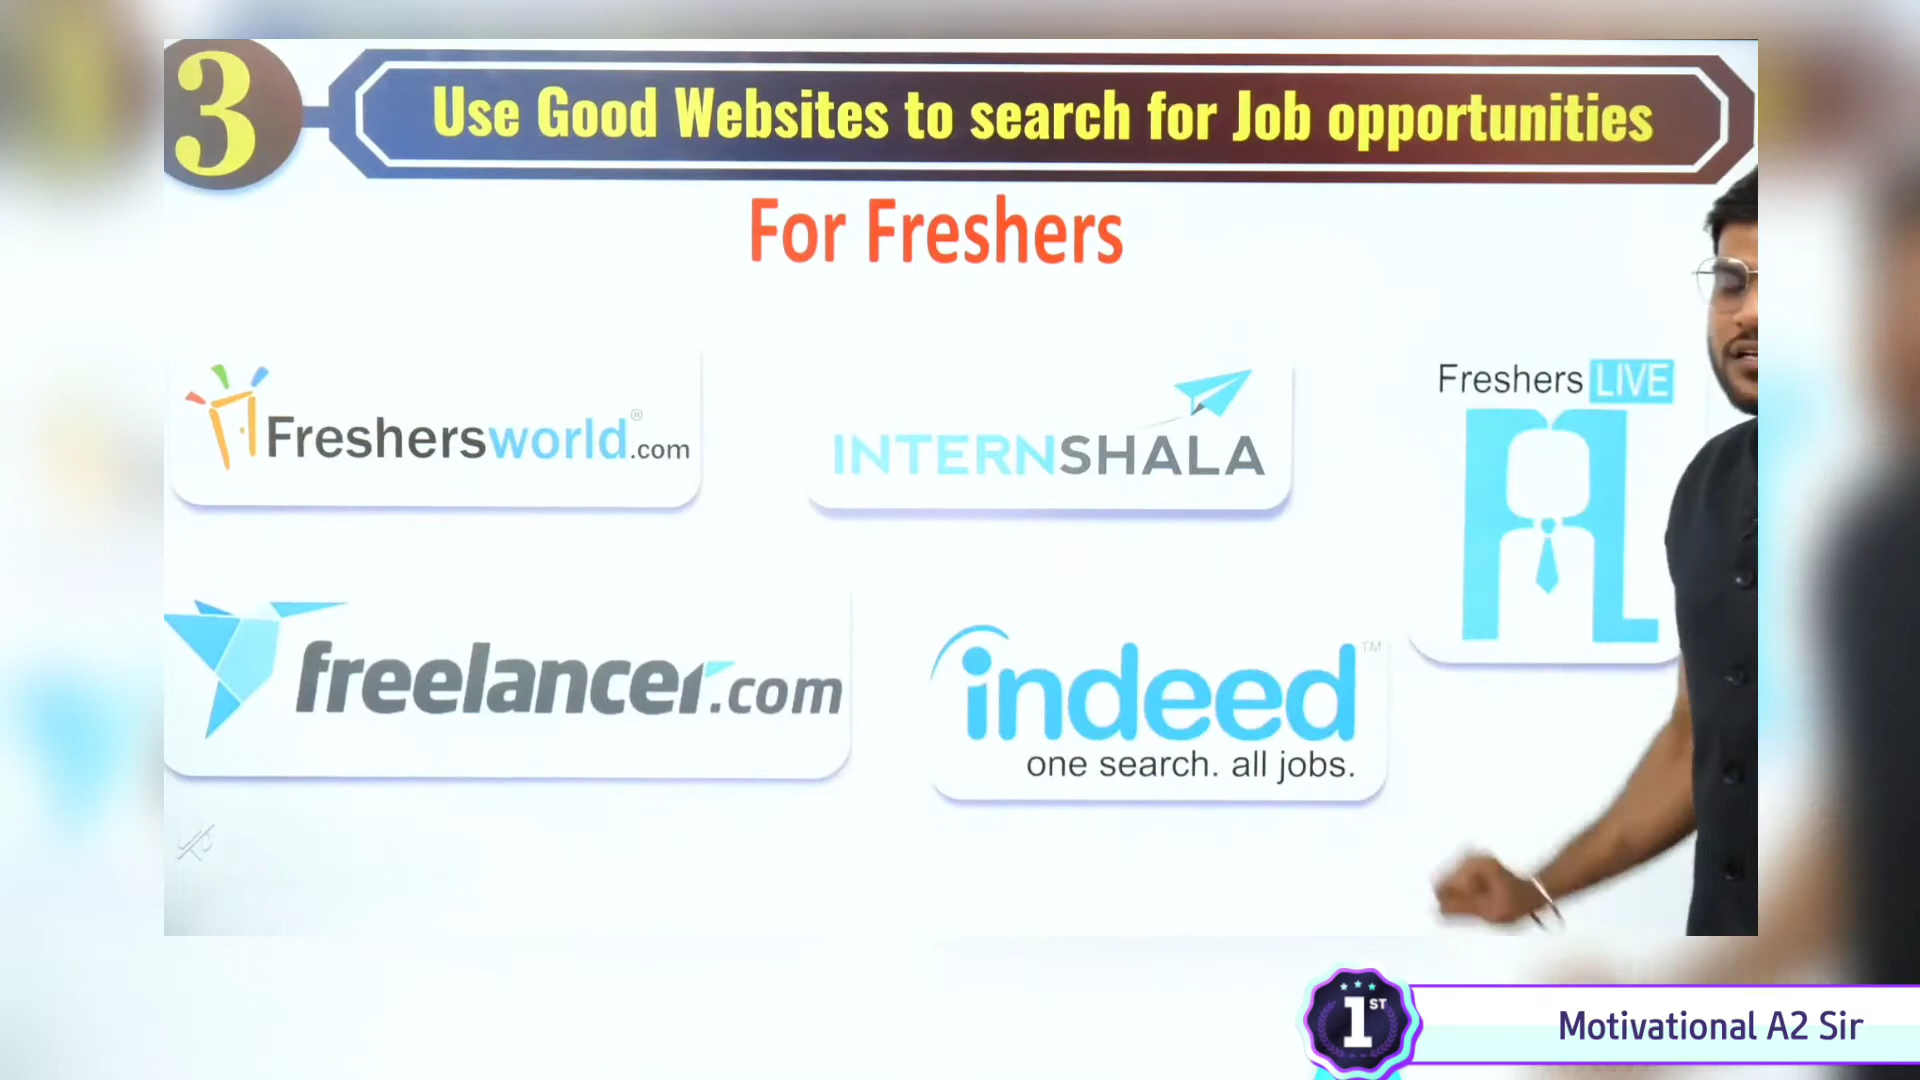 3
Use Good Websites to search for Job opportunities
For Freshers
Freshersworld®.com
INTERNSHALA
Freshers LIVE
freelancer.com
indeed™
one search. all jobs.
1ST
Motivational A2 Sir